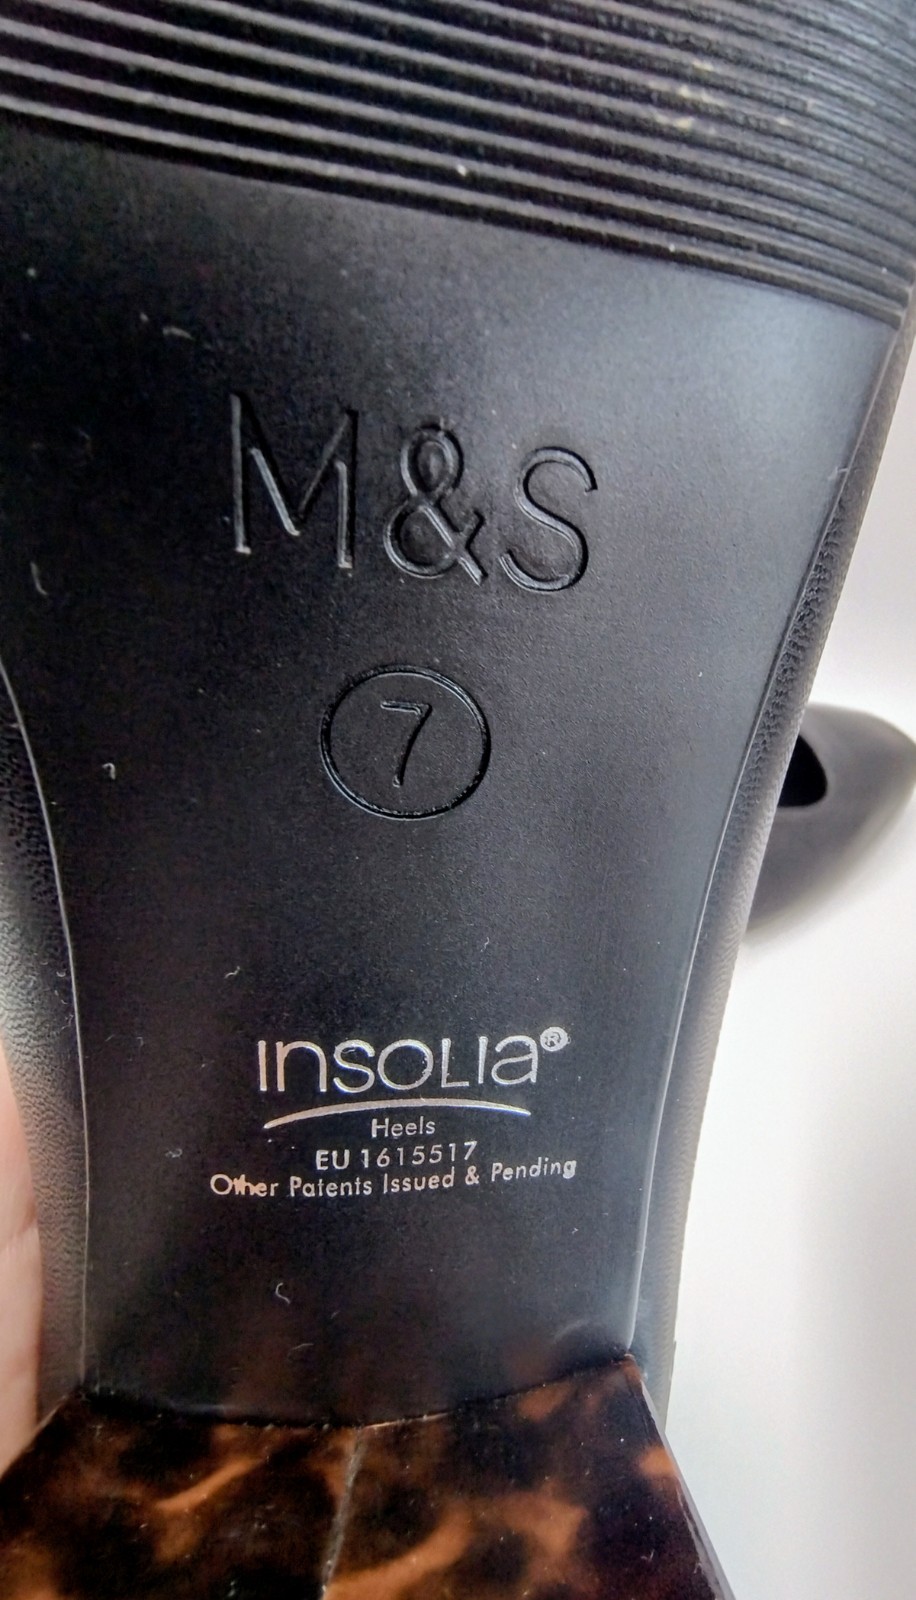 M&S
7
INSOLIA®
Heels
EU 1615517
Other Patents Issued & Pending